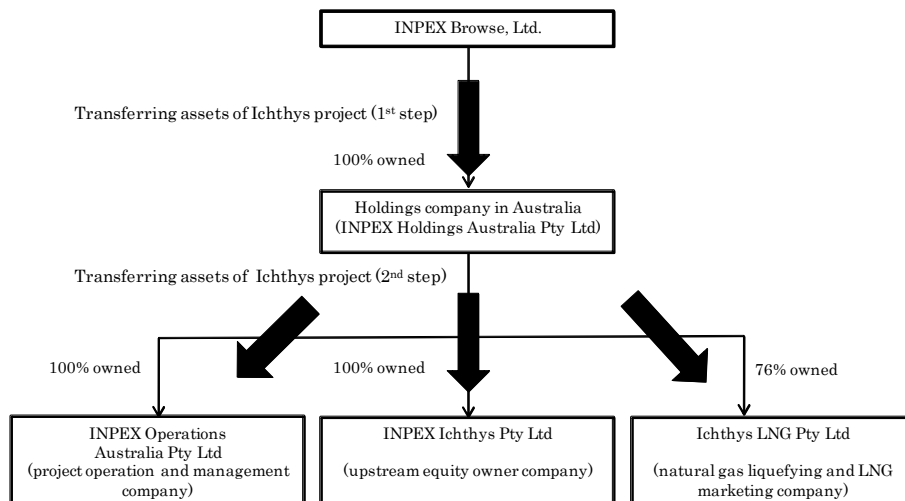 INPEX Browse, Ltd.
Transferring assets of Ichthys project (1st step)
100% owned
Holdings company in Australia
(INPEX Holdings Australia Pty Ltd)
Transferring assets of Ichthys project (2nd step)
100% owned
100% owned
76% owned
INPEX Operations
Australia Pty Ltd
(project operation and management
company)
INPEX Ichthys Pty Ltd
(upstream equity owner company)
Ichthys LNG Pty Ltd
(natural gas liquefying and LNG
marketing company)